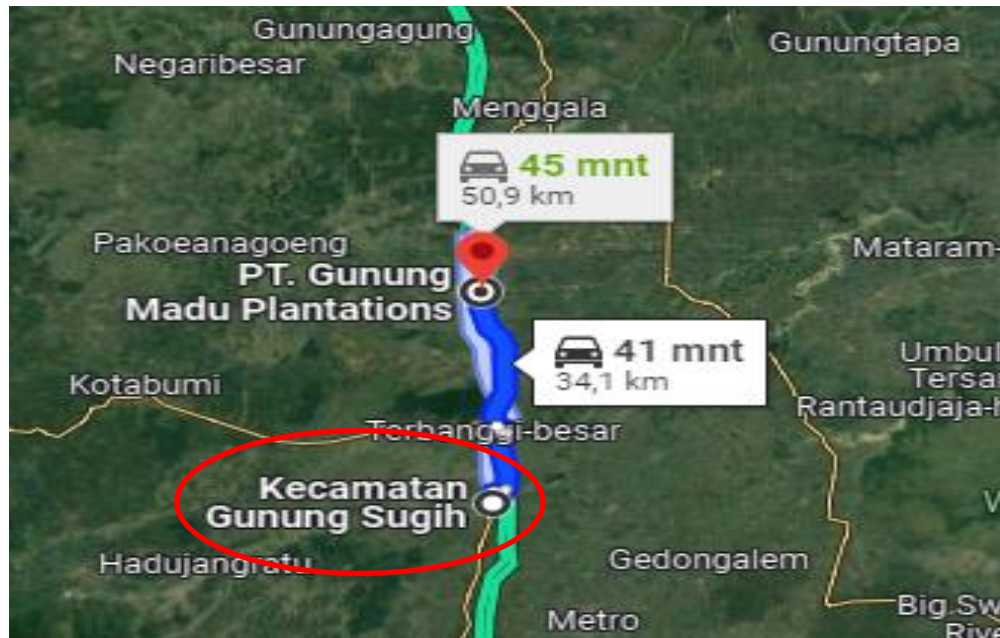 Gunungagung
Negaribesar
Gunungtapa
Menggala
45 mnt
50,9 km
Pakoeanagoeng
Mataram-
PT. Gunung
Madu Plantations
41 mnt
34,1 km
Umbul
Tersa
Rantaudjaja-h
Kotabumi
Terbanggi-besar
Kecamatan
Gunung Sugih
Hadujangratu
Gedongalem
Metro
Big Sw